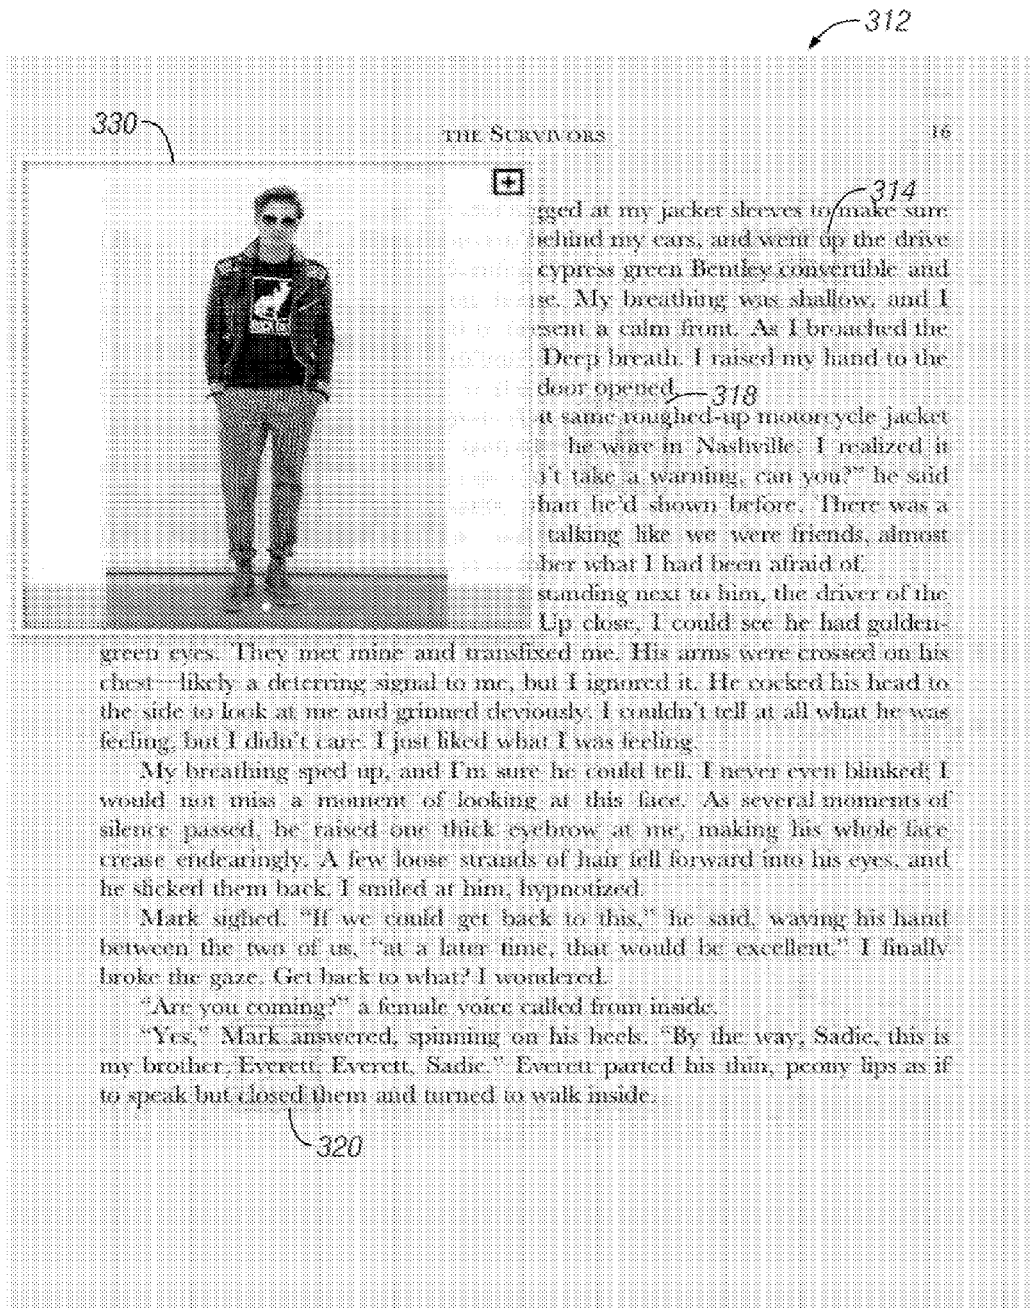 312
330
THE SURVIVORS 16
314
gged at my jacket sleeves to make sure
behind my ears, and went up the drive
cypress green Bentley convertible and
se. My breathing was shallow, and I
esent a calm front. As I broached the
Deep breath. I raised my hand to the
door opened.
318
at same roughed-up motorcycle jacket
he wore in Nashville. I realized it
't take a warning, can you?” he said
than he'd shown before. There was a
talking like we were friends, almost
ber what I had been afraid of.
standing next to him, the driver of the
Up close, I could see he had golden-
green eyes. They met mine and transfixed me. His arms were crossed on his
chest—likely a deterring signal to me, but I ignored it. He cocked his head to
the side to look at me and grinned deviously. I couldn't tell at all what he was
feeling, but I didn't care. I just liked what I was feeling.
My breathing sped up, and I'm sure he could tell. I never even blinked; I
would not miss a moment of looking at this face. As several moments of
silence passed, he raised one thick eyebrow at me, making his whole face
crease endearingly. A few loose strands of hair fell forward into his eyes, and
he slicked them back. I smiled at him, hypnotized.
Mark sighed. “If we could get back to this,” he said, waving his hand
between the two of us, “at a later time, that would be excellent.” I finally
broke the gaze. Get back to what? I wondered.
“Are you coming?” a female voice called from inside.
“Yes,” Mark answered, spinning on his heels. “By the way, Sadie, this is
my brother, Everett. Everett, Sadie.” Everett parted his thin, peony lips as if
to speak but closed them and turned to walk inside.
320